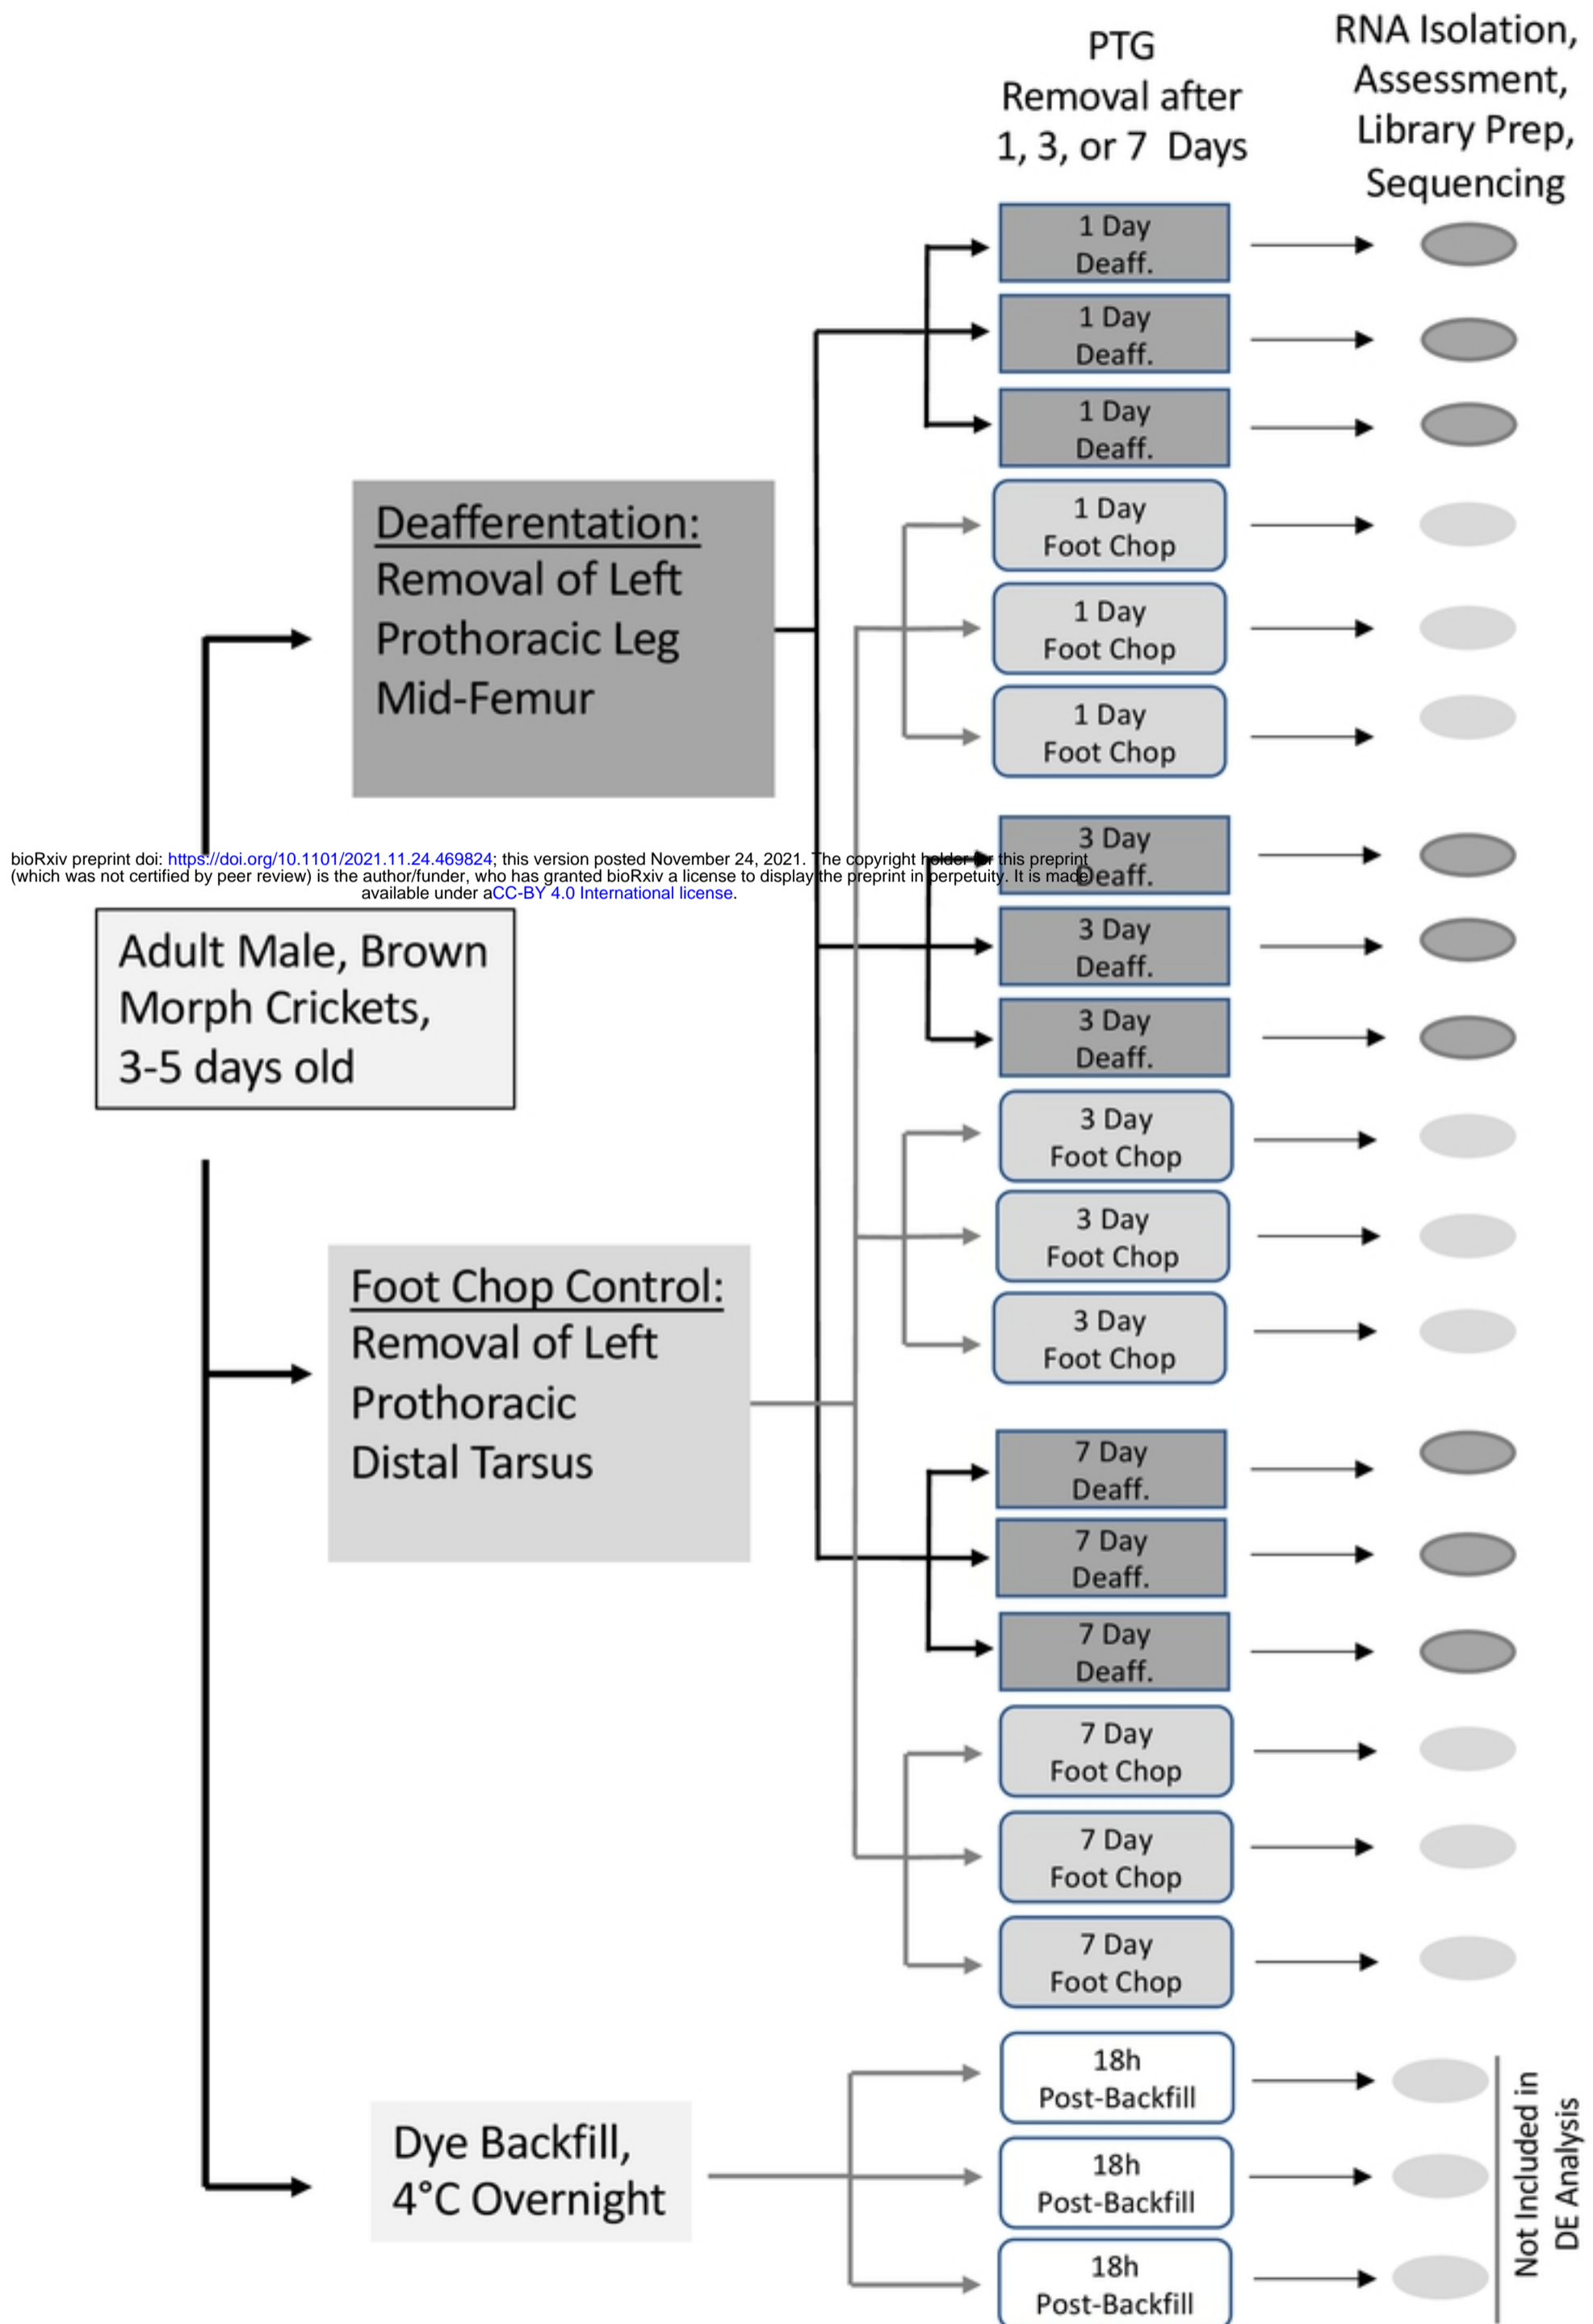 PTG
Removal after
1, 3, or 7 Days
RNA Isolation,
Assessment,
Library Prep,
Sequencing
1 Day
Deaff.
1 Day
Deaff.
1 Day
Deaff.
Deafferentation:
Removal of Left
Prothoracic Leg
Mid-Femur
1 Day
Foot Chop
1 Day
Foot Chop
1 Day
Foot Chop
bioRxiv preprint doi: https://doi.org/10.1101/2021.11.24.469824; this version posted November 24, 2021. The copyright holder for this preprint
(which was not certified by peer review) is the author/funder, who has granted bioRxiv a license to display the preprint in perpetuity. It is made
available under aCC-BY 4.0 International license.
3 Day
Deaff.
3 Day
Deaff.
3 Day
Deaff.
Adult Male, Brown
Morph Crickets,
3-5 days old
3 Day
Foot Chop
3 Day
Foot Chop
3 Day
Foot Chop
Foot Chop Control:
Removal of Left
Prothoracic
Distal Tarsus
7 Day
Deaff.
7 Day
Deaff.
7 Day
Deaff.
7 Day
Foot Chop
7 Day
Foot Chop
7 Day
Foot Chop
Dye Backfill,
4°C Overnight
18h
Post-Backfill
18h
Post-Backfill
18h
Post-Backfill
Not Included in
DE Analysis